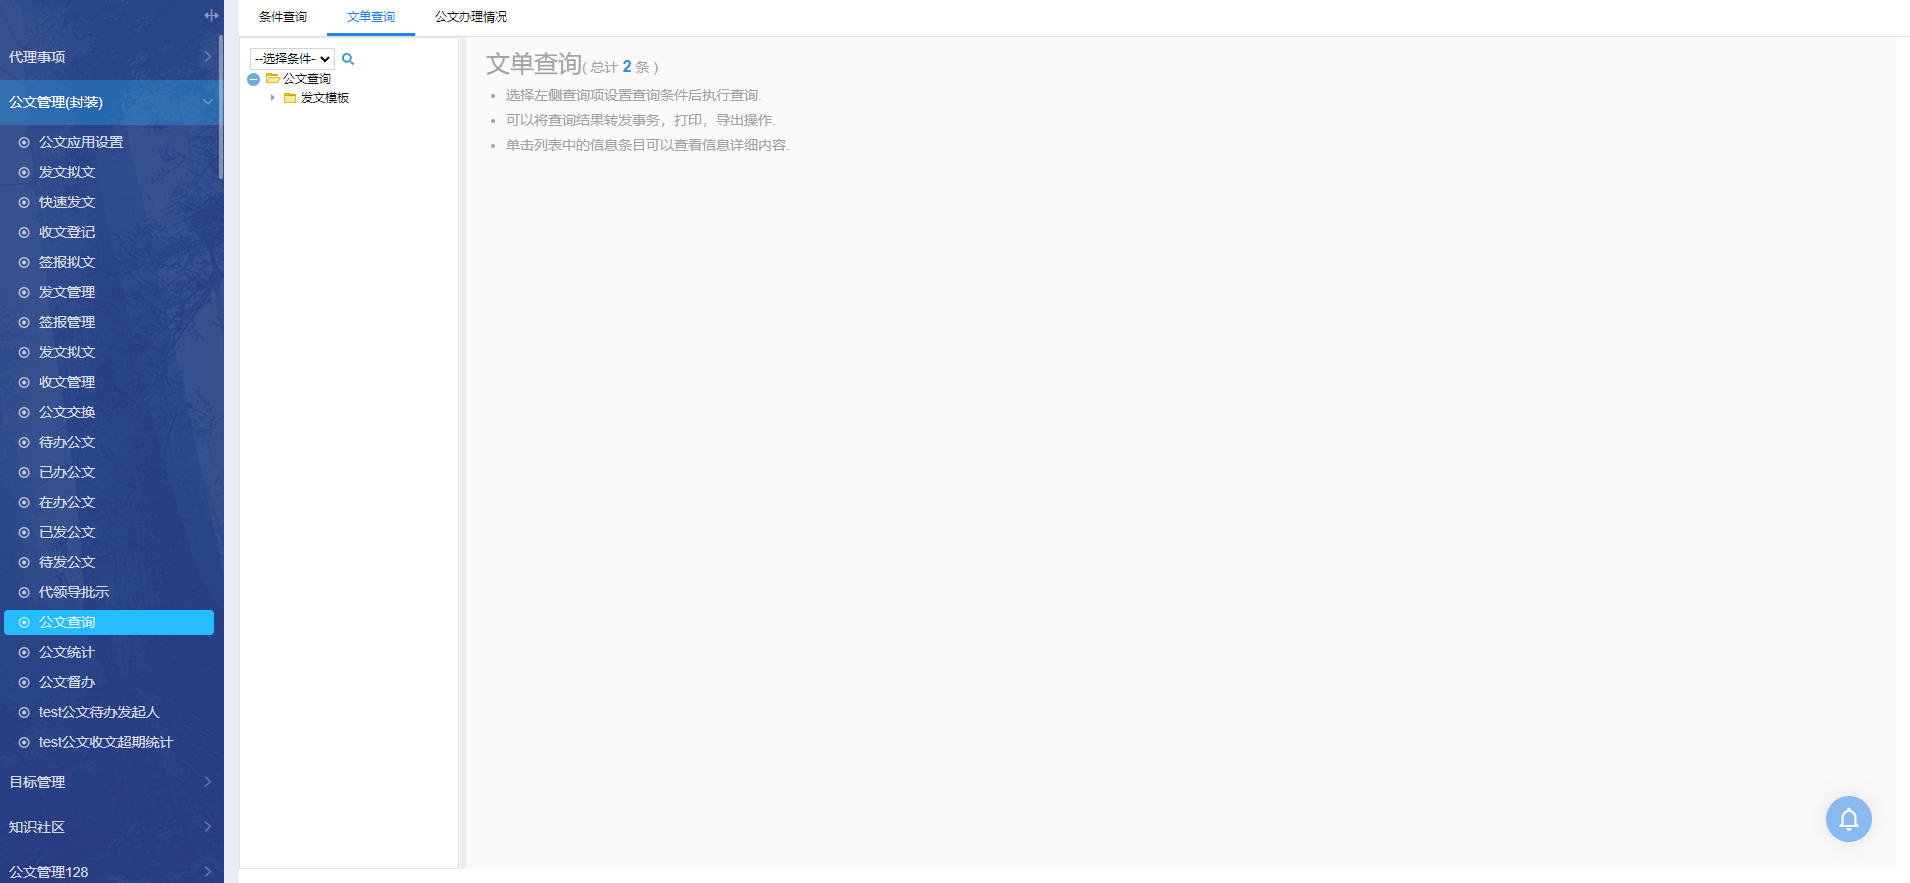 代理事项
公文管理(封装)
公文应用设置
发文拟文
快速发文
收文登记
签报拟文
发文管理
签报管理
发文拟文
收文管理
公文交换
待办公文
已办公文
在办公文
已发公文
待发公文
代领导批示
公文查询
公文统计
公文督办
test公文待办发起人
test公文收文超期统计
目标管理
知识社区
公文管理128
条件查询
文单查询
公文办理情况
--选择条件-
公文查询
发文模板
文单查询( 总计 2 条 )
选择左侧查询项设置查询条件后执行查询.
可以将查询结果转发事务，打印，导出操作.
单击列表中的信息条目可以查看信息详细内容.